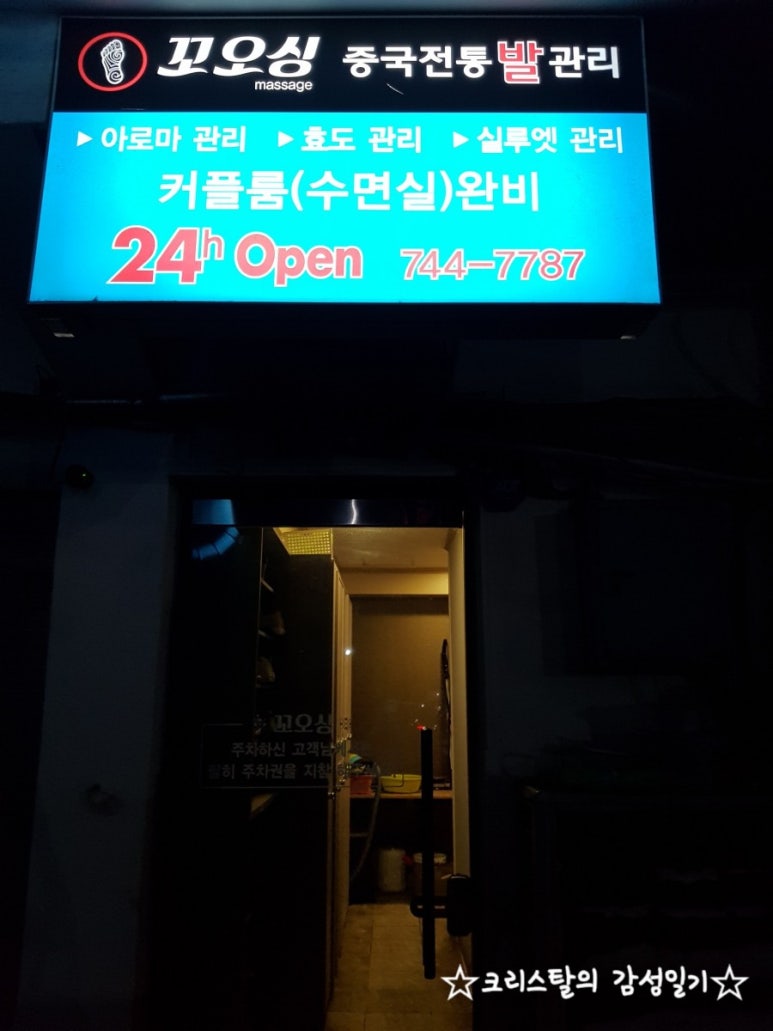 꼬오싱 중국전통발관리
massage
▶아로마 관리 ▶효도 관리 ▶실루엣 관리
커플룸(수면실)완비
24h Open 744-7787
꼬오싱
주차하신 고객님
주차권을
☆크리스탈의 감성일기☆